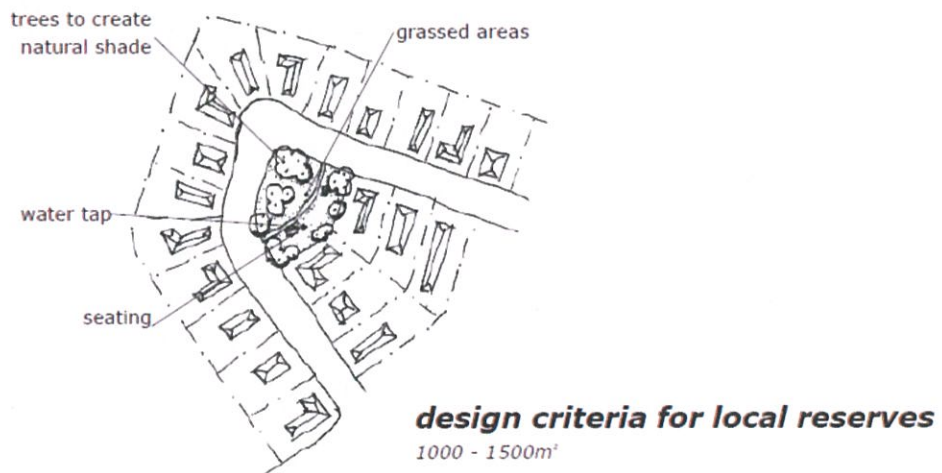 trees to create
natural shade
grassed areas
water tap
seating
design criteria for local reserves
1000 - 1500m²